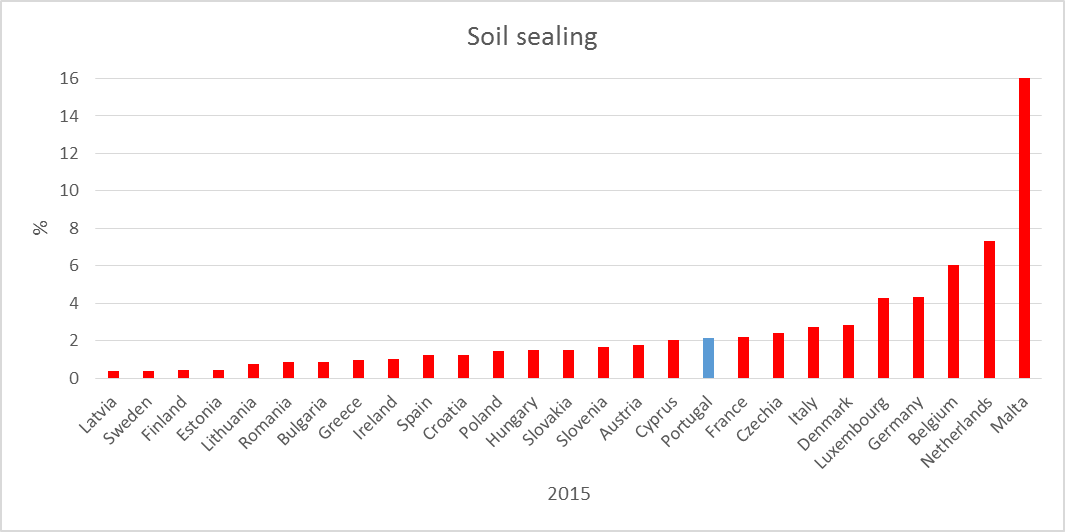 Soil sealing
16
14
12
10
8
6
4
2
0
%
Latvia
Sweden
Finland
Estonia
Lithuania
Romania
Bulgaria
Greece
Ireland
Spain
Croatia
Poland
Hungary
Slovakia
Slovenia
Austria
Cyprus
Portugal
France
Czechia
Italy
Denmark
Luxembourg
Germany
Belgium
Netherlands
Malta
2015